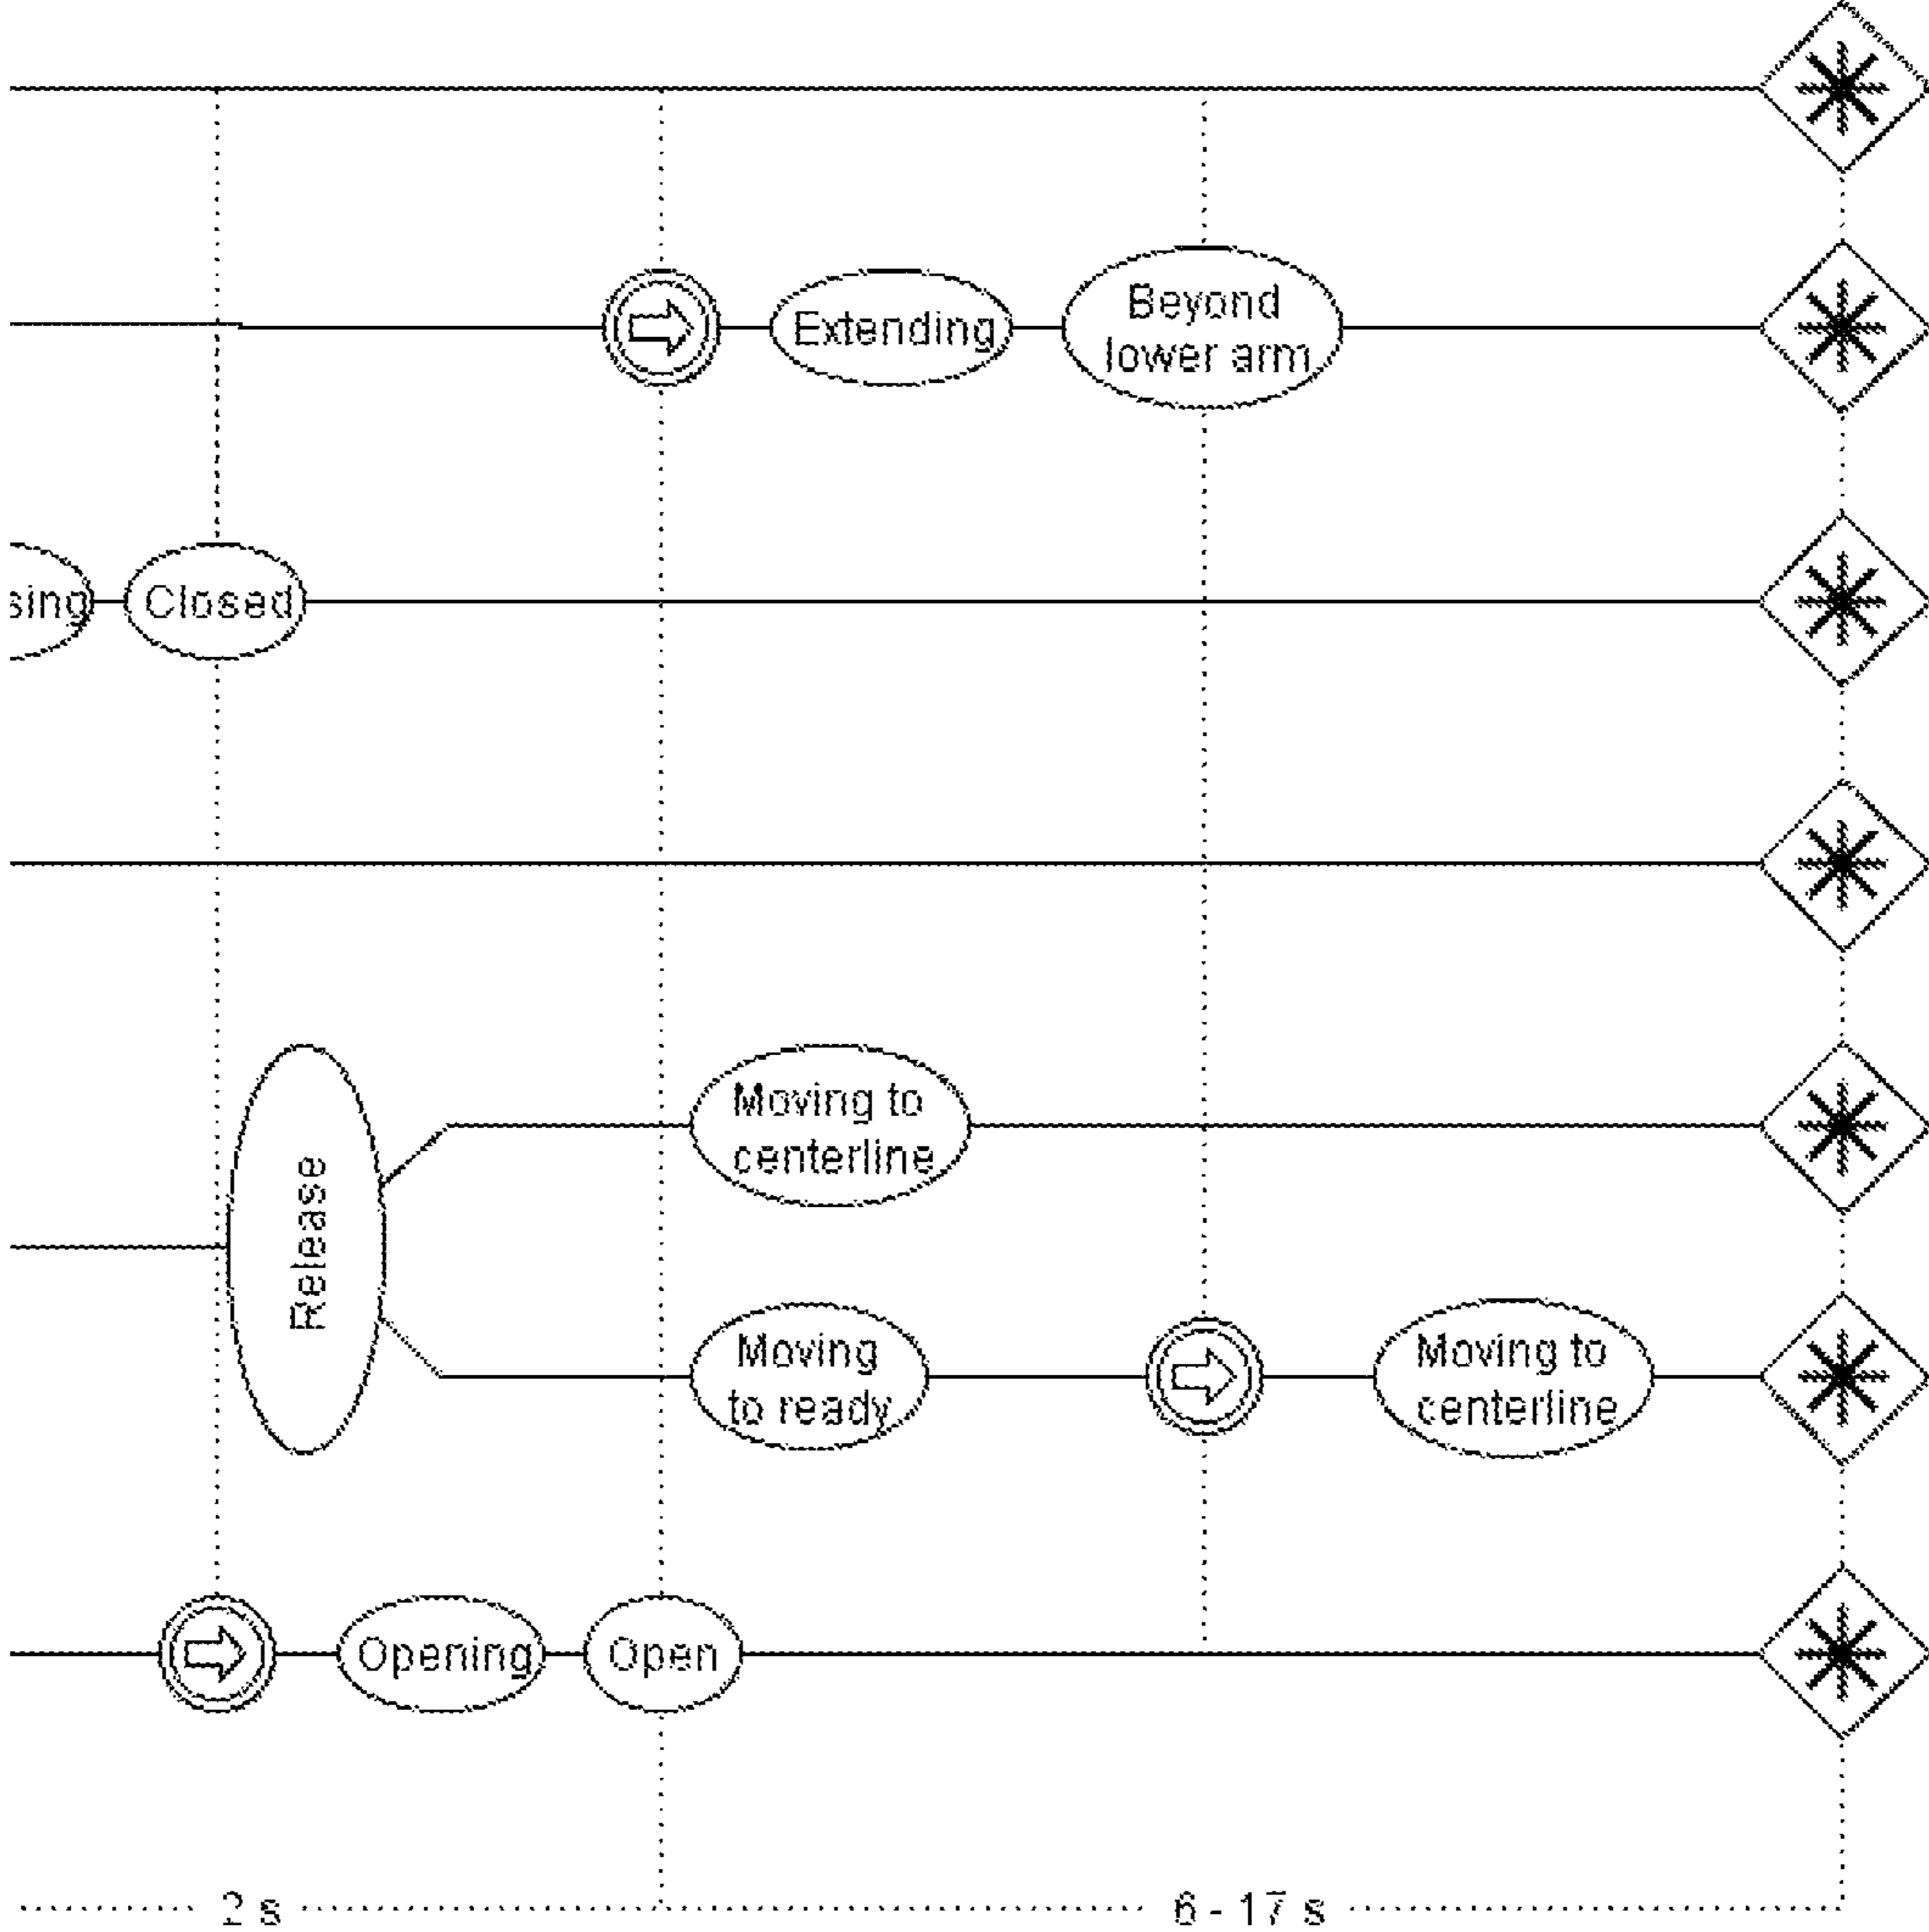 Extending
Beyond
lower arm
sing
Closed
Moving to
centerline
Release
Moving
to ready
Moving to
centerline
Opening
Open
2 s
6 - 17 s